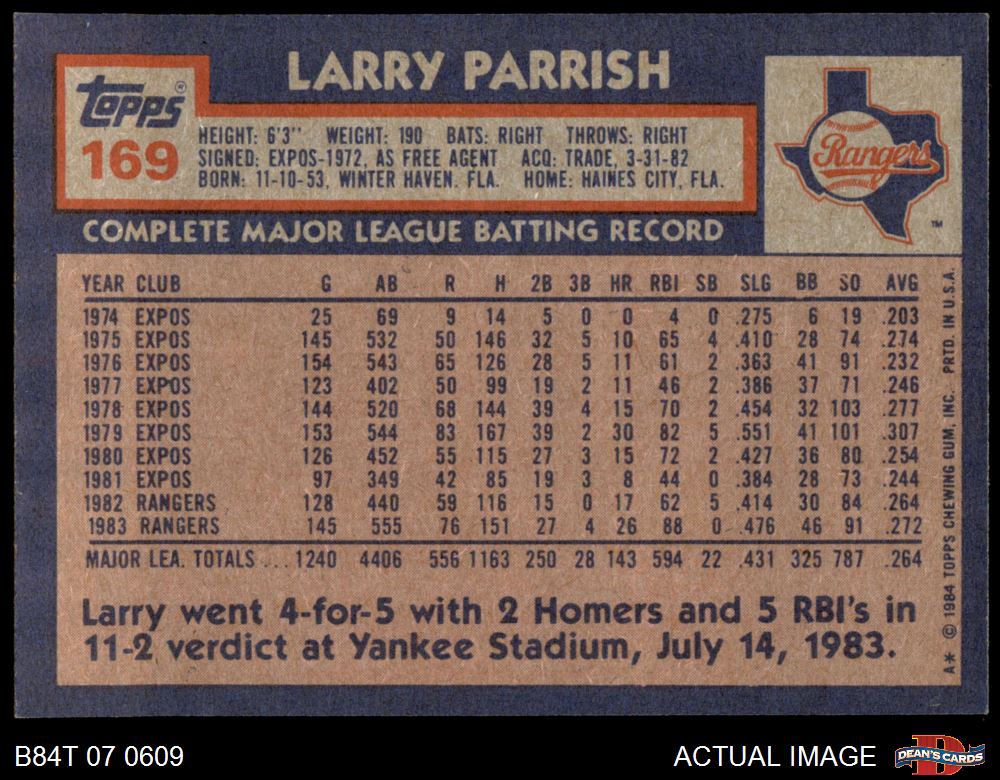 LARRY PARRISH
Topps®
169
HEIGHT: 6'3" WEIGHT: 190 BATS: RIGHT THROWS: RIGHT
SIGNED: EXPOS-1972, AS FREE AGENT ACQ: TRADE, 3-31-82
BORN: 11-10-53, WINTER HAVEN. FLA. HOME: HAINES CITY, FLA.
Rangers
TM
COMPLETE MAJOR LEAGUE BATTING RECORD
YEAR CLUB G AB R H 2B 3B HR RBI SB SLG BB SO AVG
1974 EXPOS 25 69 9 14 5 0 0 4 0 .275 6 19 .203
1975 EXPOS 145 532 50 146 32 5 10 65 4 .410 28 74 .274
1976 EXPOS 154 543 65 126 28 5 11 61 2 .363 41 91 .232
1977 EXPOS 123 402 50 99 19 2 11 46 2 .386 37 71 .246
1978 EXPOS 144 520 68 144 39 4 15 70 2 .454 32 103 .277
1979 EXPOS 153 544 83 167 39 2 30 82 5 .551 41 101 .307
1980 EXPOS 126 452 55 115 27 3 15 72 2 .427 36 80 .254
1981 EXPOS 97 349 42 85 19 3 8 44 0 .384 28 73 .244
1982 RANGERS 128 440 59 116 15 0 17 62 5 .414 30 84 .264
1983 RANGERS 145 555 76 151 27 4 26 88 0 .476 46 91 .272
MAJOR LEA. TOTALS ... 1240 4406 556 1163 250 28 143 594 22 .431 325 787 .264
Larry went 4-for-5 with 2 Homers and 5 RBI's in
11-2 verdict at Yankee Stadium, July 14, 1983.
A* © 1984 TOPPS CHEWING GUM, INC. PRTD. IN U.S.A.
B84T 07 0609
ACTUAL IMAGE
DEAN'S CARDS